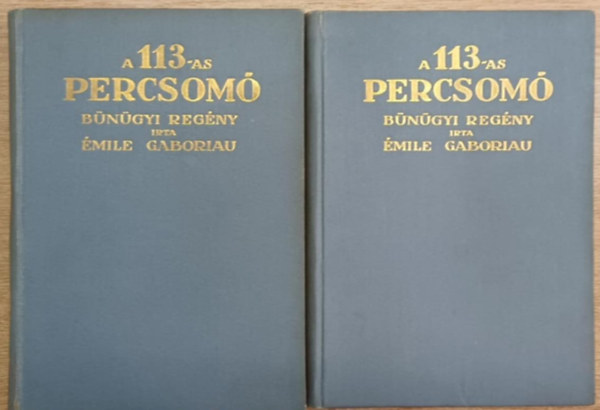 A 113-AS
PERCSOMÓ
BŰNÜGYI REGÉNY
IRTA
ÉMILE GABORIAU
A 113-AS
PERCSOMÓ
BŰNÜGYI REGÉNY
IRTA
ÉMILE GABORIAU